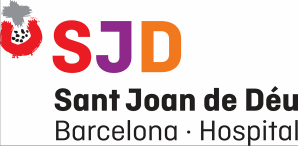 SJD
Sant Joan de Déu
Barcelona · Hospital